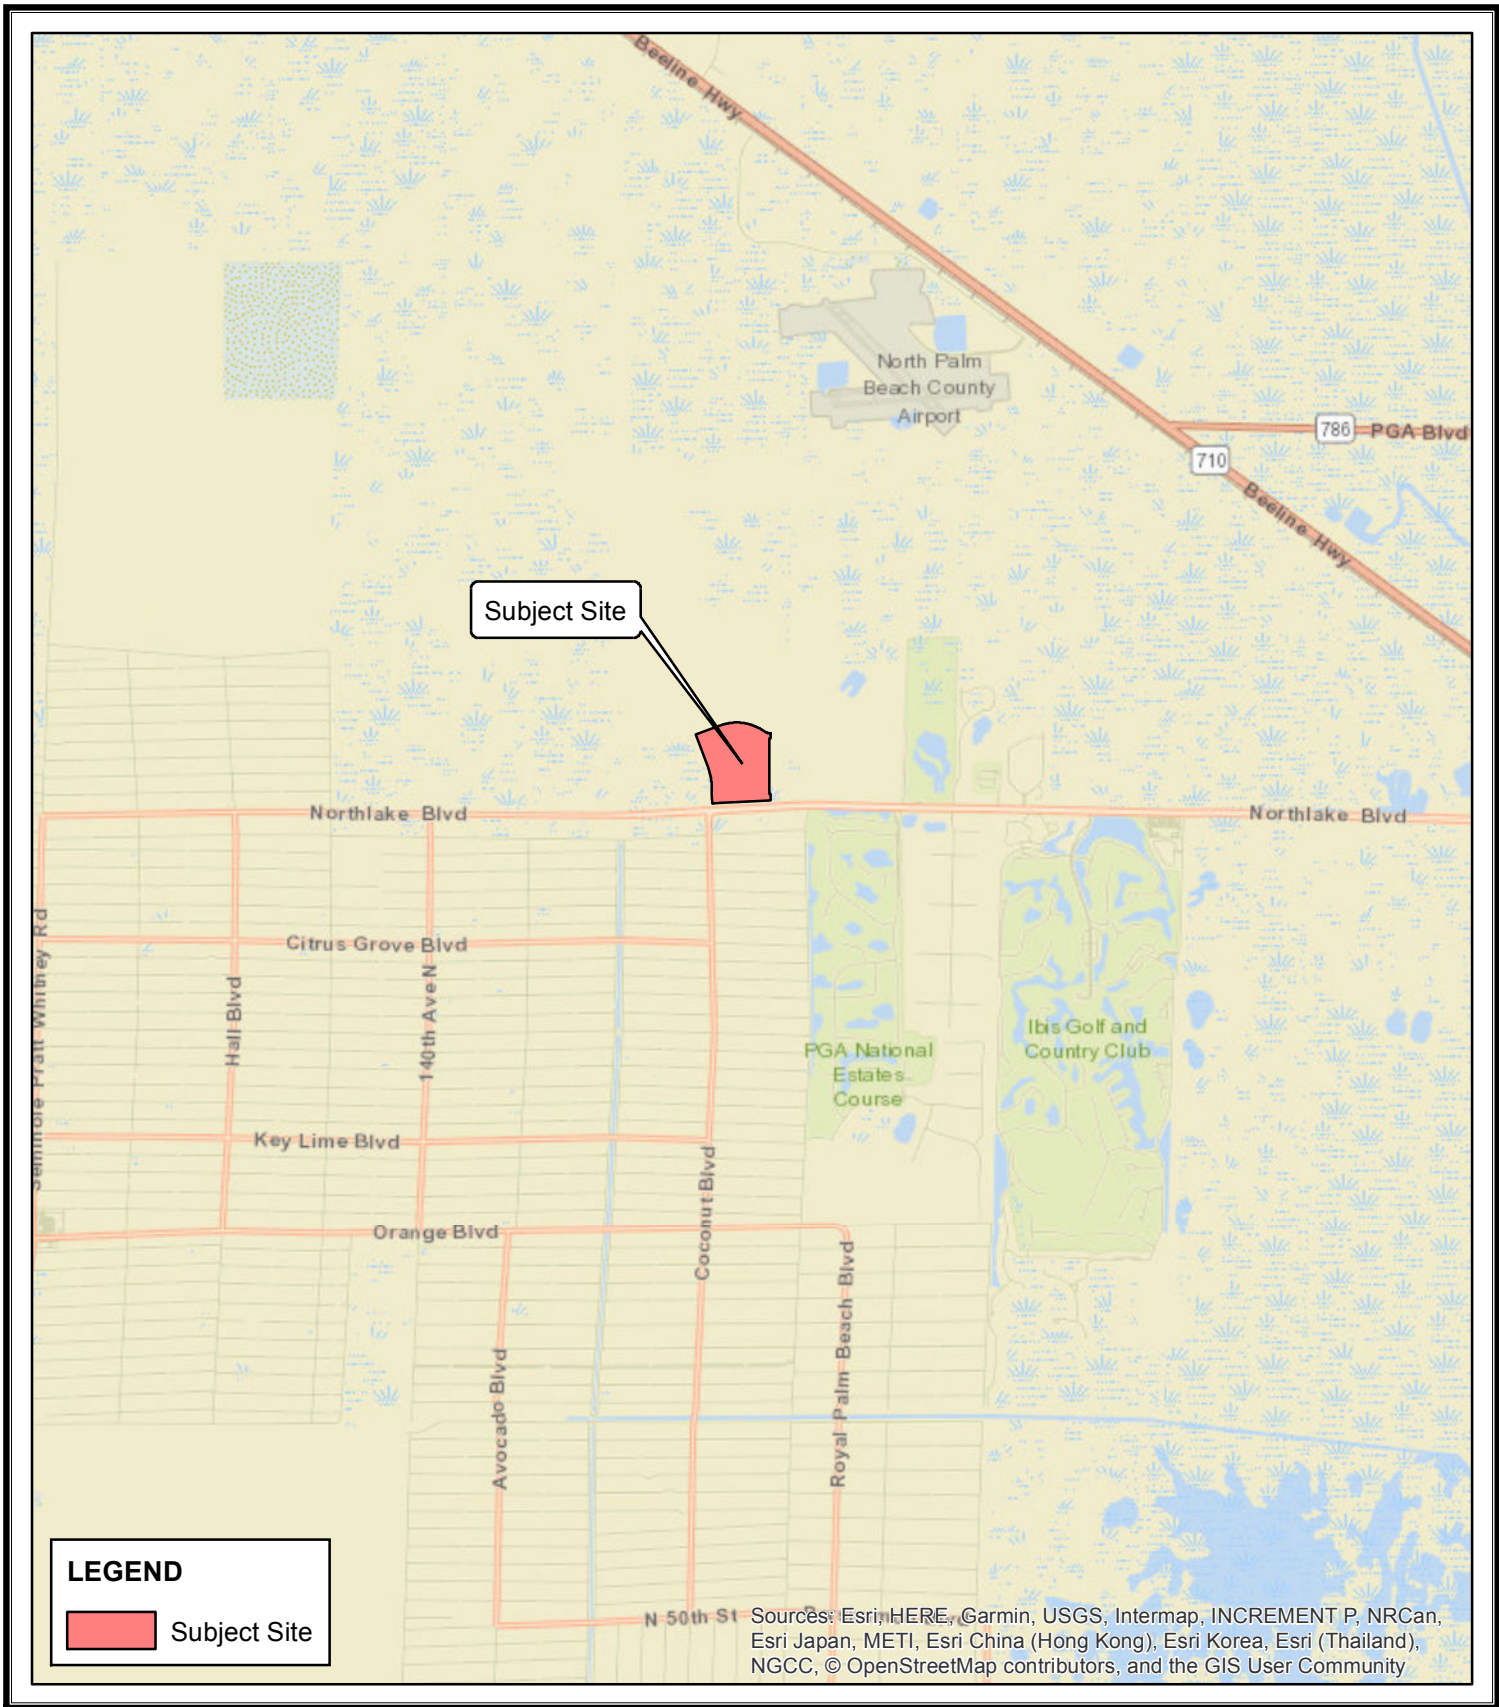 Beeline Hwy
North Palm
Beach County
Airport
786
PGA Blvd
710
Beeline Hwy
Subject Site
Northlake Blvd
Northlake Blvd
Seminole Pratt Whitney Rd
Citrus Grove Blvd
Hall Blvd
140th Ave N
Ibis Golf and
Country Club
PGA National
Estates
Course
Key Lime Blvd
Coconut Blvd
Orange Blvd
Royal Palm Beach Blvd
Avocado Blvd
LEGEND
Subject Site
N 50th St
Sources: Esri, HERE, Garmin, USGS, Intermap, INCREMENT P, NRCan,
Esri Japan, METI, Esri China (Hong Kong), Esri Korea, Esri (Thailand),
NGCC, © OpenStreetMap contributors, and the GIS User Community